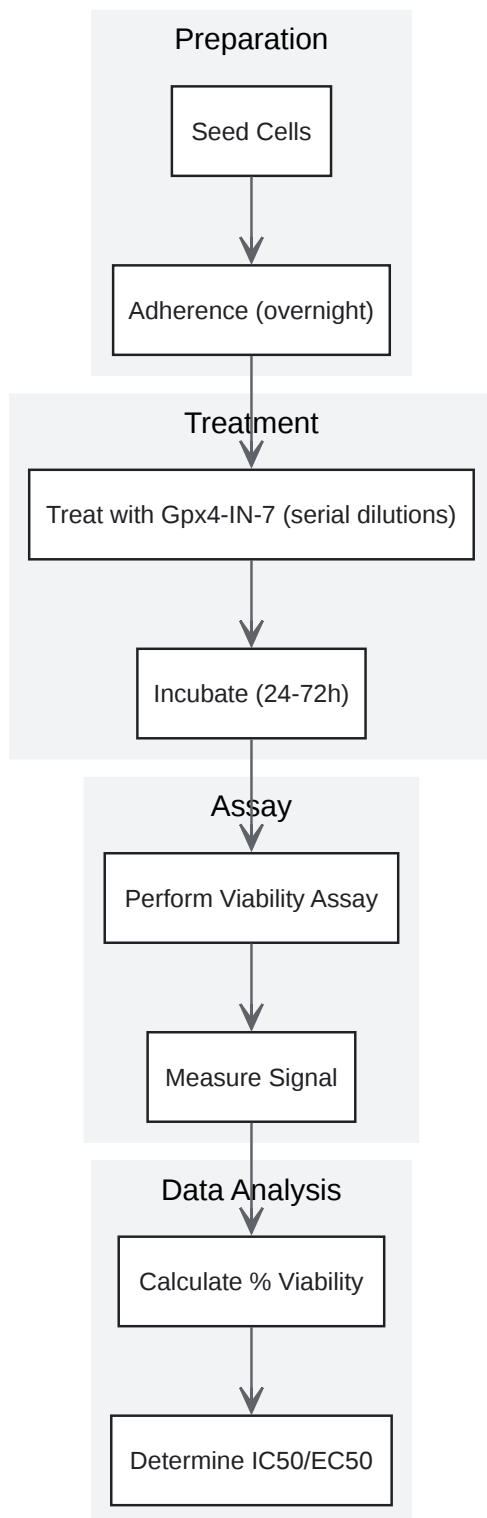 Preparation
Seed Cells
Adherence (overnight)
Treatment
Treat with Gpx4-IN-7 (serial dilutions)
Incubate (24-72h)
Assay
Perform Viability Assay
Measure Signal
Data Analysis
Calculate % Viability
Determine IC50/EC50